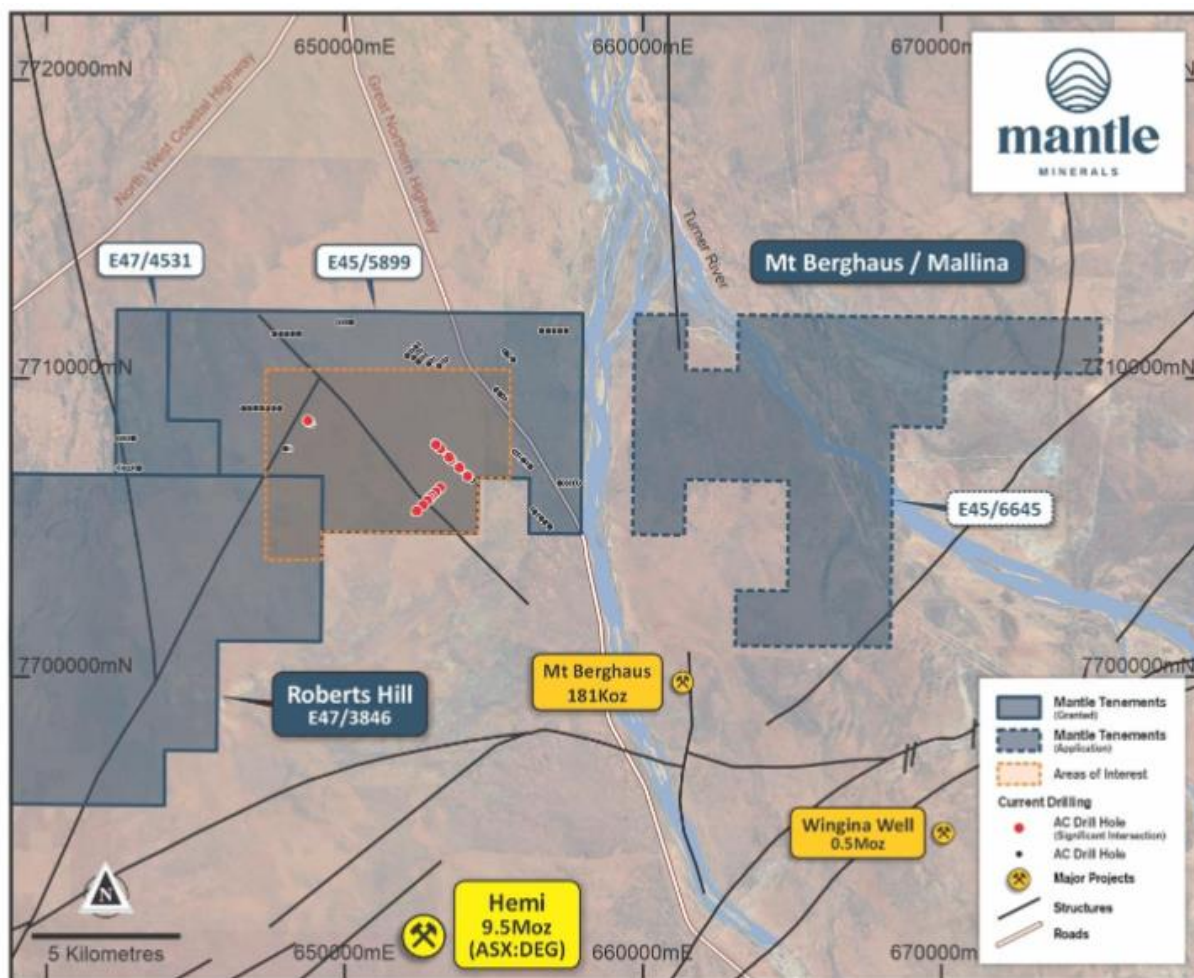 650000mE
660000mE
670000m
7720000mN
North West Coastal Highway
Great Northern Highway
mantle
MINERALS
Turner River
E47/4531
E45/5899
Mt Berghaus / Mallina
7710000mN
7710000mN
E45/6645
7700000mN
7700000mN
Roberts Hill
E47/3846
Mt Berghaus
181Koz
Wingina Well
0.5Moz
Hemi
9.5Moz
(ASX:DEG)
Mantle Tenements
(Granted)
Mantle Tenements
(Application)
Areas of Interest
Current Drilling
AC Drill Hole
(Significant Intersection)
AC Drill Hole
Major Projects
Structures
Roads
N
5 Kilometres
650000mE
660000mE
670000m